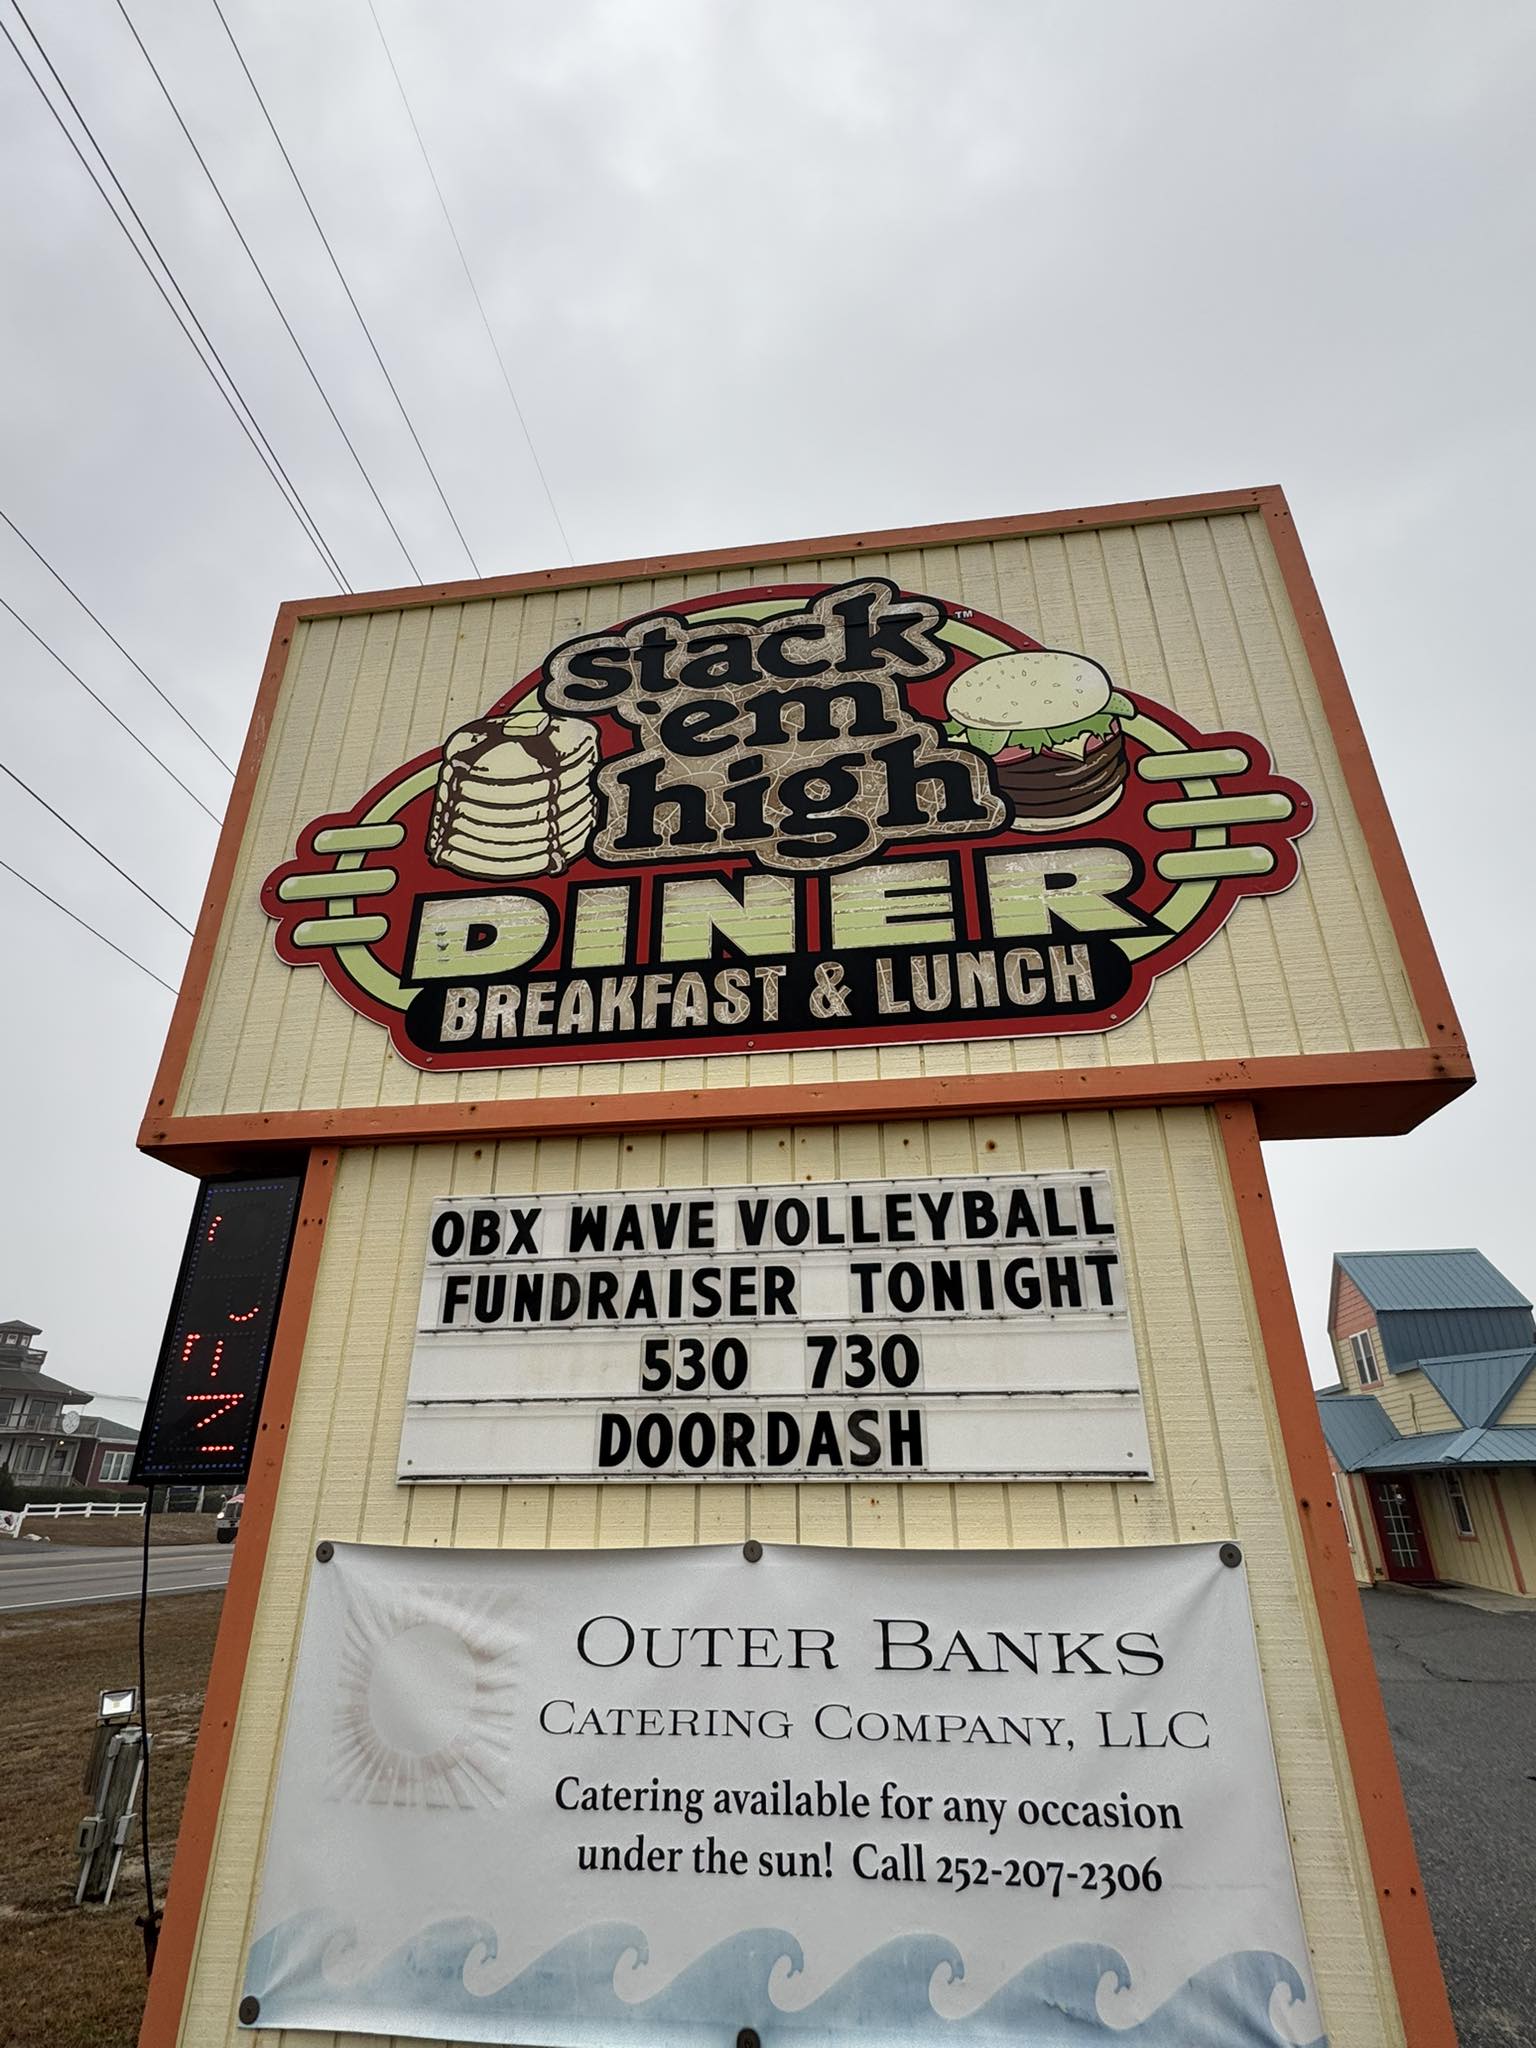 stack™
'em
high
DINER
BREAKFAST & LUNCH
OBX WAVE VOLLEYBALL
FUNDRAISER TONIGHT
530 730
DOORDASH
OUTER BANKS
CATERING COMPANY, LLC
Catering available for any occasion
under the sun! Call 252-207-2306